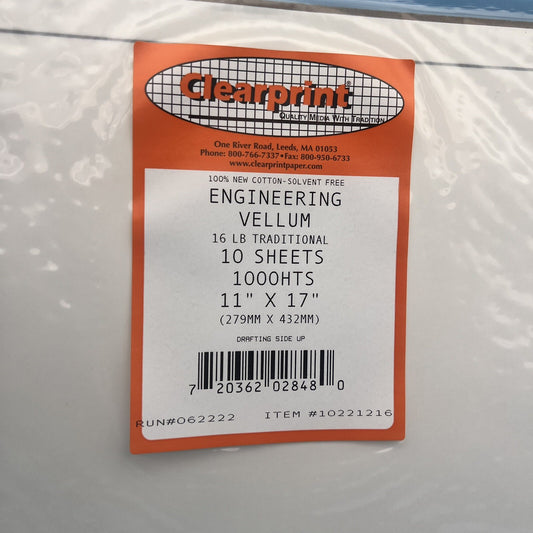 Clearprint®
QUALITY MEDIA WITH TRADITION
One River Road, Leeds, MA 01053
Phone: 800-766-7337•Fax: 800-950-6733
www.clearprintpaper.com
100% NEW COTTON-SOLVENT FREE
ENGINEERING
VELLUM
16 LB TRADITIONAL
10 SHEETS
1000HTS
11" X 17"
(279MM X 432MM)
DRAFTING SIDE UP
7 20362 02848 0
RUN#062222 ITEM #10221216